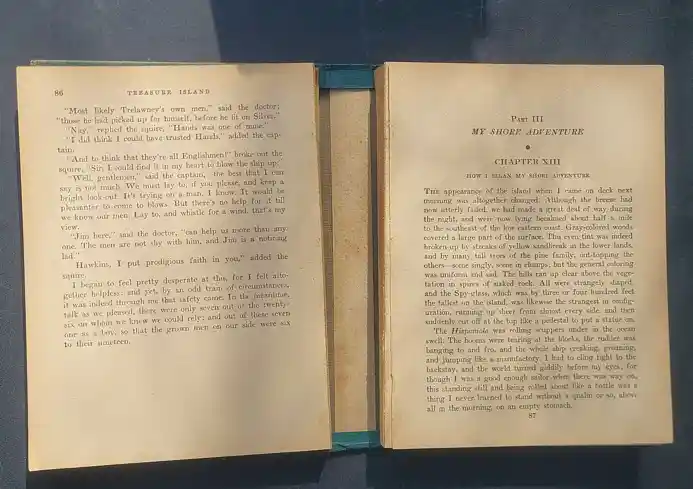 86 TREASURE ISLAND
"Most likely Trelawney's own men," said the doctor;
"those he had picked up for himself, before he lit on Silver."
"Nay," replied the squire, "Hands was one of mine."
"I did think I could have trusted Hands," added the cap-
tain.
"And to think that they're all Englishmen!" broke out the
squire. "Sir, I could find it in my heart to blow the ship up."
"Well, gentlemen," said the captain, "the best that I can
say is not much. We must lay to, if you please, and keep a
bright look-out. It's trying on a man, I know. It would be
pleasanter to come to blows. But there's no help for it till
we know our men. Lay to, and whistle for a wind, that's my
view.
"Jim here," said the doctor, "can help us more than any
one. The men are not shy with him, and Jim is a noticing
lad."
"Hawkins, I put prodigious faith in you," added the
squire.
I began to feel pretty desperate at this, for I felt alto-
gether helpless; and yet, by an odd train of circumstances,
it was indeed through me that safety came. In the meantime,
talk as we pleased, there were only seven out of the twenty-
six on whom we knew we could rely; and out of these seven
one was a boy, so that the grown men on our side were six
to their nineteen.
PART III
MY SHORE ADVENTURE
CHAPTER XIII
HOW I BEGAN MY SHORE ADVENTURE
THE appearance of the island when I came on deck next
morning was altogether changed. Although the breeze had
now utterly failed, we had made a great deal of way during
the night, and were now lying becalmed about half a mile
to the southeast of the low eastern coast. Gray-colored woods
covered a large part of the surface. This even tint was indeed
broken up by streaks of yellow sandbreak in the lower lands,
and by many tall trees of the pine family, out-topping the
others—some singly, some in clumps; but the general coloring
was uniform and sad. The hills ran up clear above the vege-
tation in spires of naked rock. All were strangely shaped,
and the Spy-glass, which was by three or four hundred feet
the tallest on the island, was likewise the strangest in config-
uration, running up sheer from almost every side, and then
suddenly cut off at the top like a pedestal to put a statue on.
The Hispaniola was rolling scuppers under in the ocean
swell. The booms were tearing at the blocks, the rudder was
banging to and fro, and the whole ship creaking, groaning,
and jumping like a manufactory. I had to cling tight to the
backstay, and the world turned giddily before my eyes; for
though I was a good enough sailor when there was way on,
this standing still and being rolled about like a bottle was a
thing I never learned to stand without a qualm or so, above
all in the morning, on an empty stomach.
87